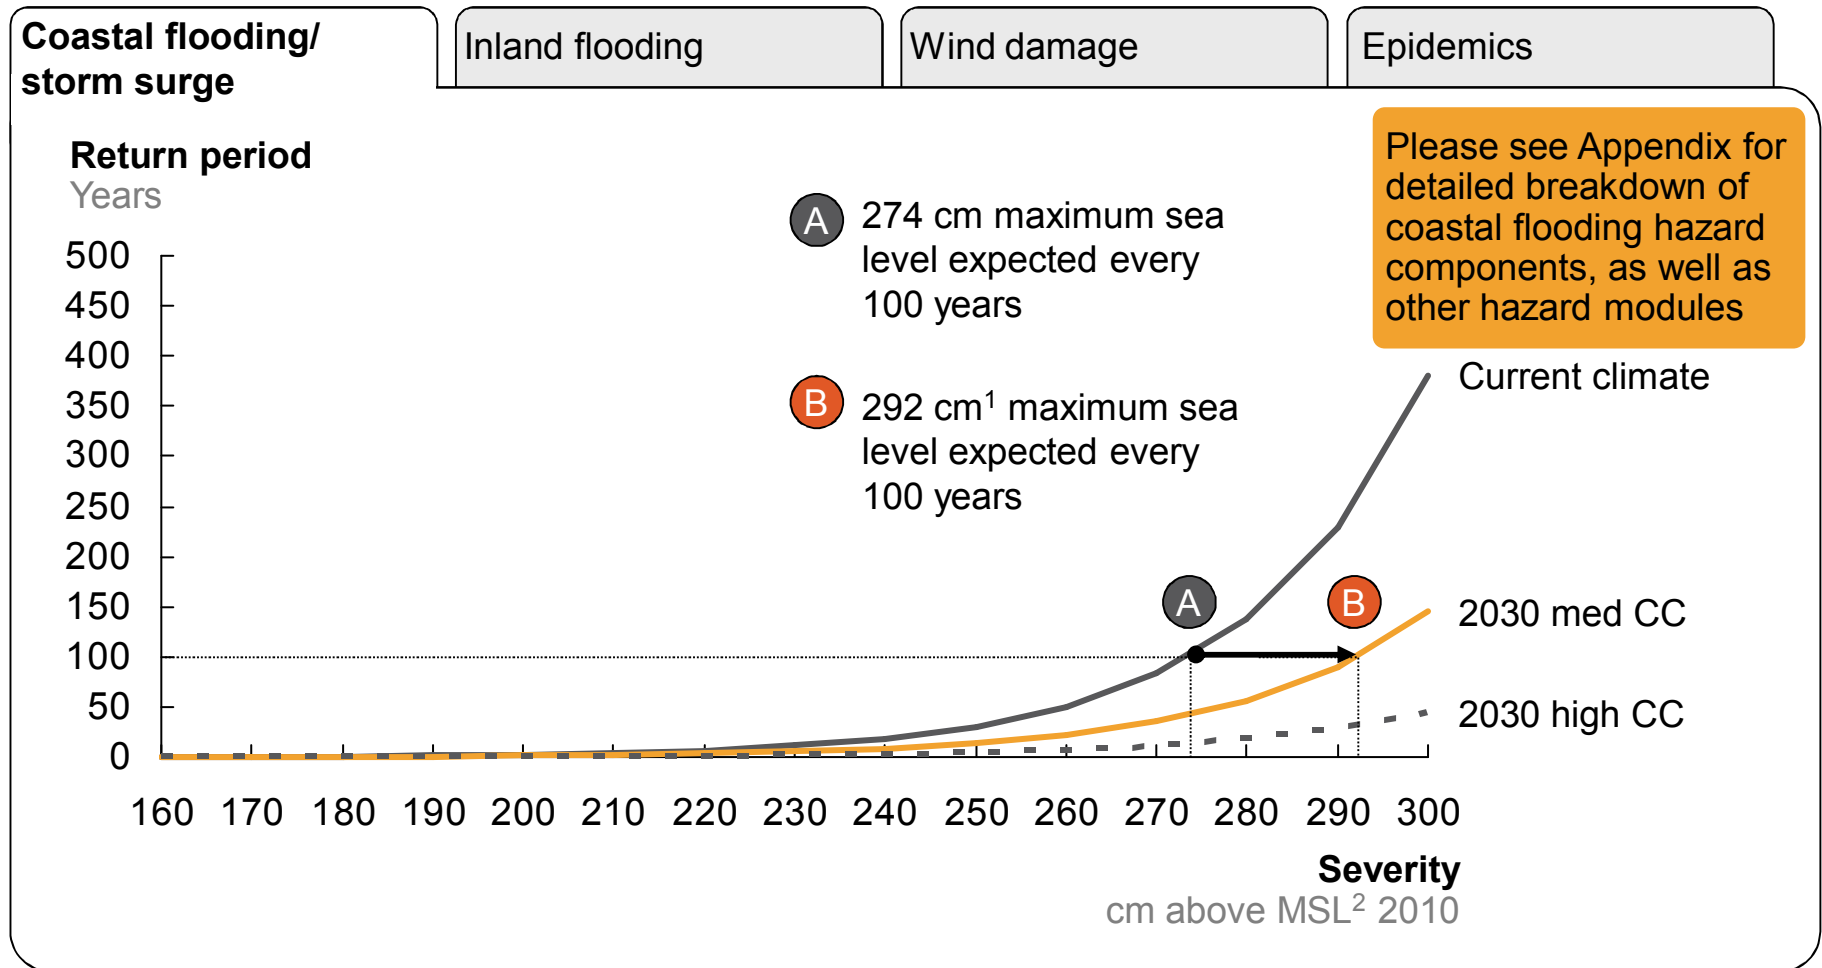 Coastal flooding/
storm surge
Inland flooding
Wind damage
Epidemics
Return period
Years
Please see Appendix for
detailed breakdown of
coastal flooding hazard
components, as well as
other hazard modules
A
274 cm maximum sea
level expected every
100 years
B
292 cm¹ maximum sea
level expected every
100 years
500
450
400
350
300
250
200
150
100
50
0
Current climate
A
B
2030 med CC
2030 high CC
160 170 180 190 200 210 220 230 240 250 260 270 280 290 300
Severity
cm above MSL² 2010